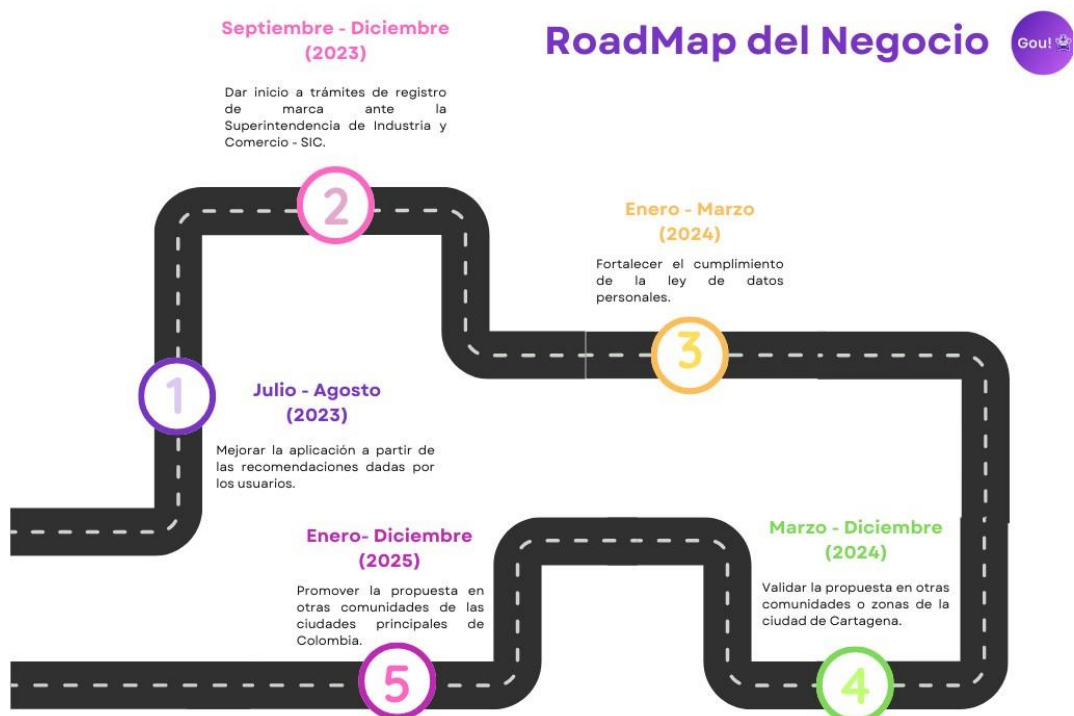 RoadMap del Negocio
Gou!
Septiembre - Diciembre
(2023)
Dar inicio a trámites de registro
de marca ante la
Superintendencia de Industria y
Comercio - SIC.
2
Enero - Marzo
(2024)
Fortalecer el cumplimiento
de la ley de datos
personales.
3
1
Julio - Agosto
(2023)
Mejorar la aplicación a partir de
las recomendaciones dadas por
los usuarios.
Enero- Diciembre
(2025)
Promover la propuesta en
otras comunidades de las
ciudades principales de
Colombia.
5
Marzo - Diciembre
(2024)
Validar la propuesta en otras
comunidades o zonas de la
ciudad de Cartagena.
4